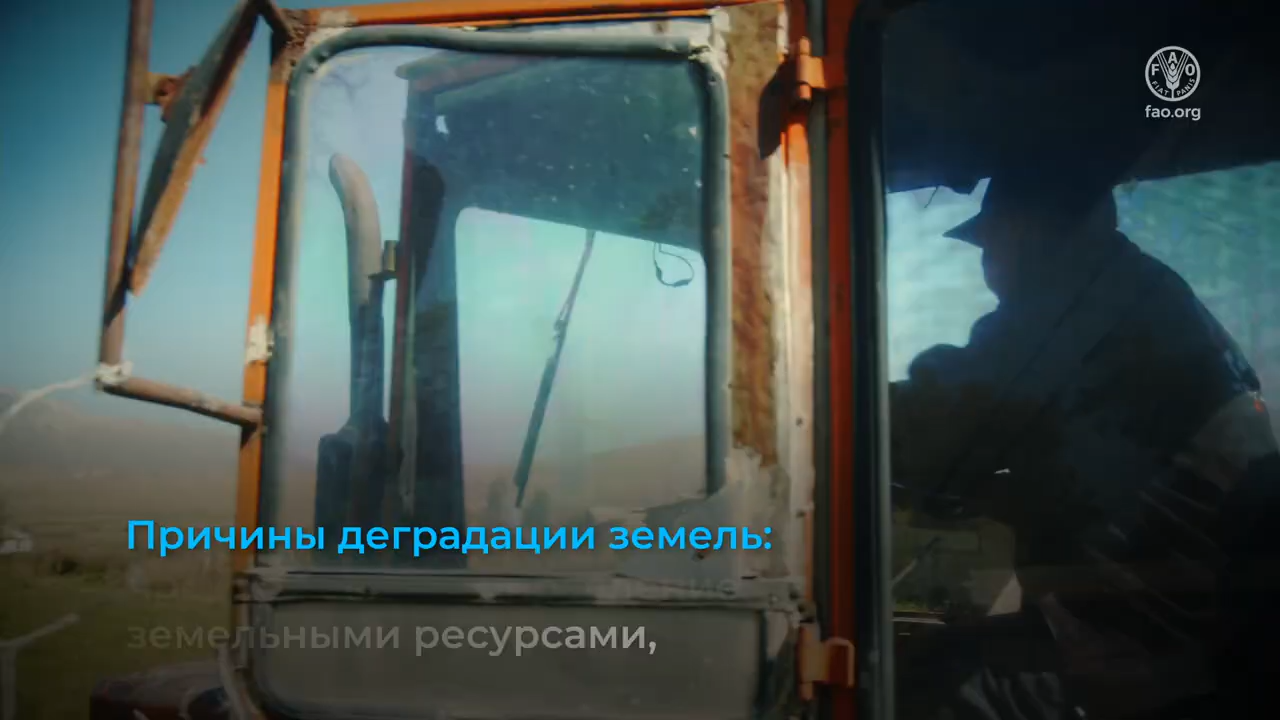 FAO
FIAT PANIS
fao.org
Причины деградации земель:
земельными ресурсами,